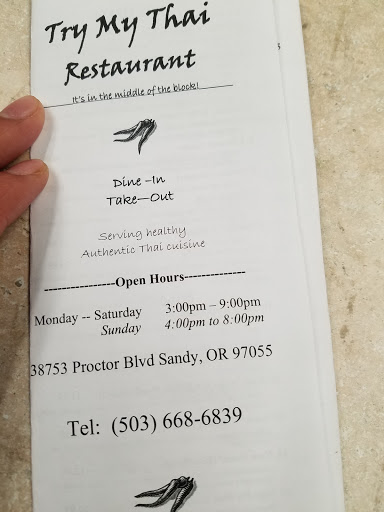 Try My Thai
Restaurant
It's in the middle of the block!
Dine –In
Take—Out
Serving healthy
Authentic Thai cuisine
-----------------Open Hours---------------
Monday -- Saturday 3:00pm – 9:00pm
Sunday 4:00pm to 8:00pm
38753 Proctor Blvd Sandy, OR 97055
Tel: (503) 668-6839